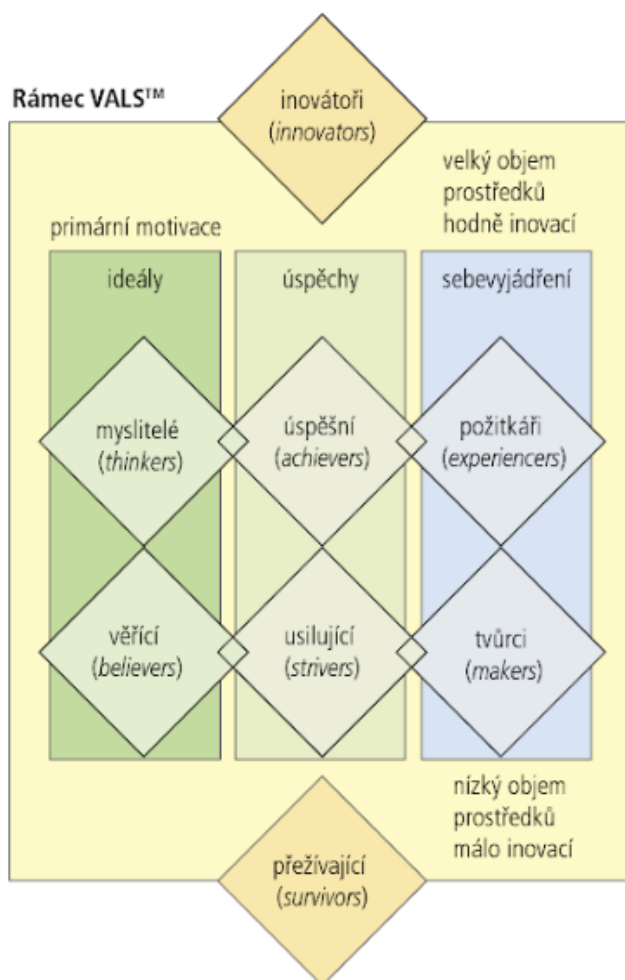 Rámec VALS™
inovátoři
(innovators)
velký objem
prostředků
hodně inovací
primární motivace
ideály
úspěchy
sebevyjádření
myslitelé
(thinkers)
úspěšní
(achievers)
požitkáři
(experiencers)
věřící
(believers)
usilující
(strivers)
tvůrci
(makers)
nízký objem
prostředků
málo inovací
přežívající
(survivors)